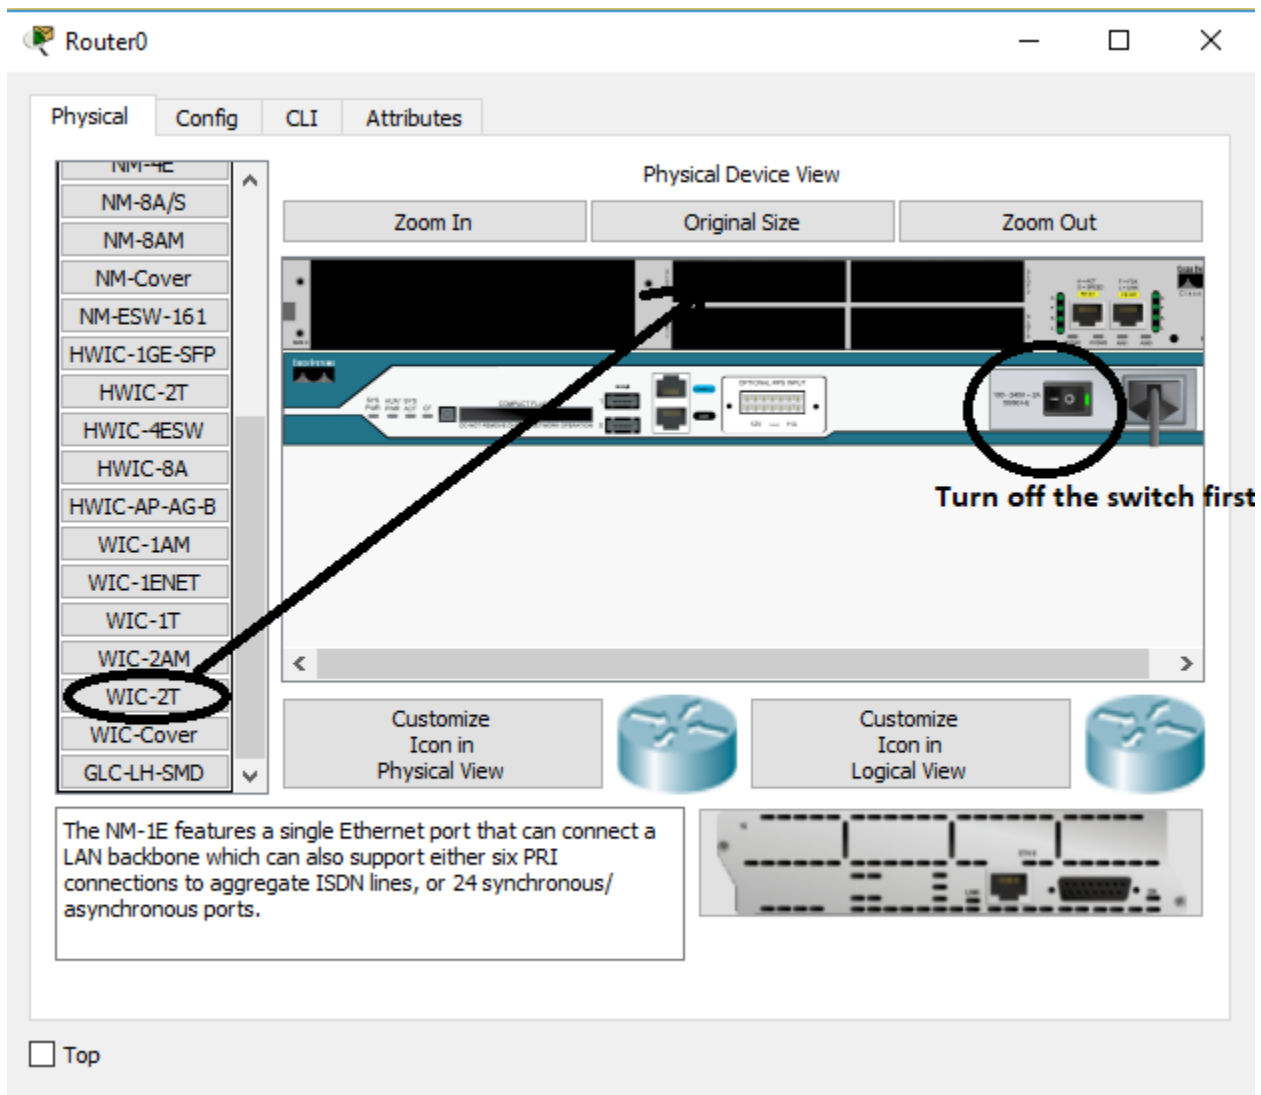 Router0
Physical Config CLI Attributes
NM-4E
NM-8A/S
NM-8AM
NM-Cover
NM-ESW-161
HWIC-1GE-SFP
HWIC-2T
HWIC-4ESW
HWIC-8A
HWIC-AP-AG-B
WIC-1AM
WIC-1ENET
WIC-1T
WIC-2AM
WIC-2T
WIC-Cover
GLC-LH-SMD
Physical Device View
Zoom In Original Size Zoom Out
OPTIONAL RPS INPUT
Turn off the switch first
Customize
Icon in
Physical View
Customize
Icon in
Logical View
The NM-1E features a single Ethernet port that can connect a
LAN backbone which can also support either six PRI
connections to aggregate ISDN lines, or 24 synchronous/
asynchronous ports.
Top